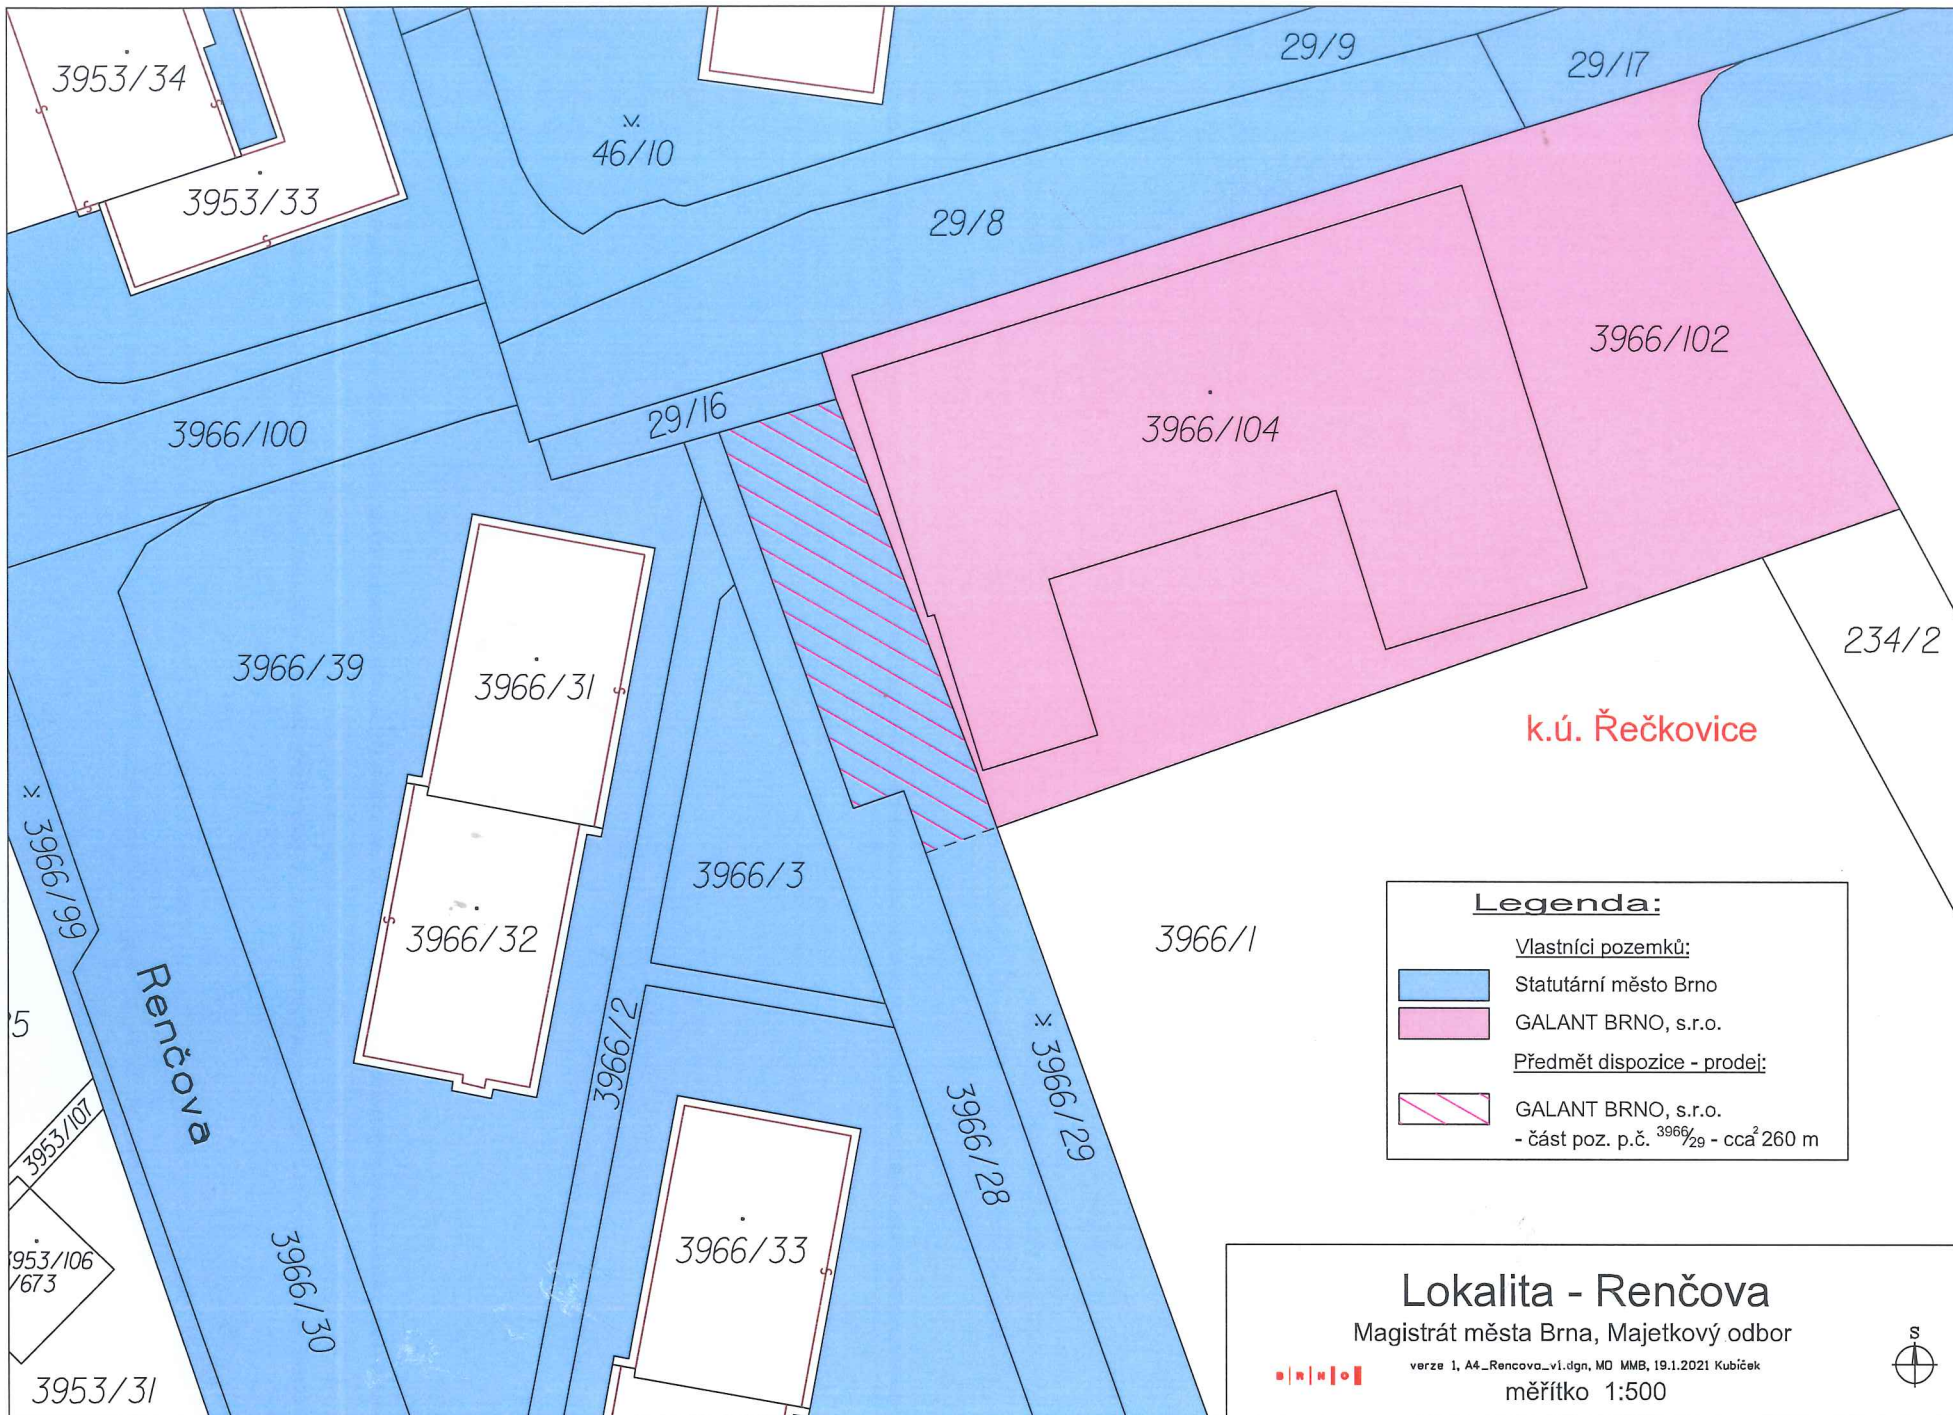 3953/34
29/9
29/17
46/10
3953/33
29/8
3966/102
29/16
3966/100
3966/104
234/2
3966/39
3966/31
k.ú. Řečkovice
3966/99
3966/3
3966/32
3966/1
Renčova
3966/2
3966/29
3966/28
3953/107
3966/33
3966/30
953/106
/673
3953/31
Legenda:
Vlastníci pozemků:
Statutární město Brno
GALANT BRNO, s.r.o.
Předmět dispozice - prodej:
GALANT BRNO, s.r.o.
- část poz. p.č. 3966/29 - cca² 260 m
Lokalita - Renčova
Magistrát města Brna, Majetkový odbor
verze 1, A4_Rencova_v1.dgn, MO MMB, 19.1.2021 Kubíček
měřítko 1:500
B|R|N|O
S